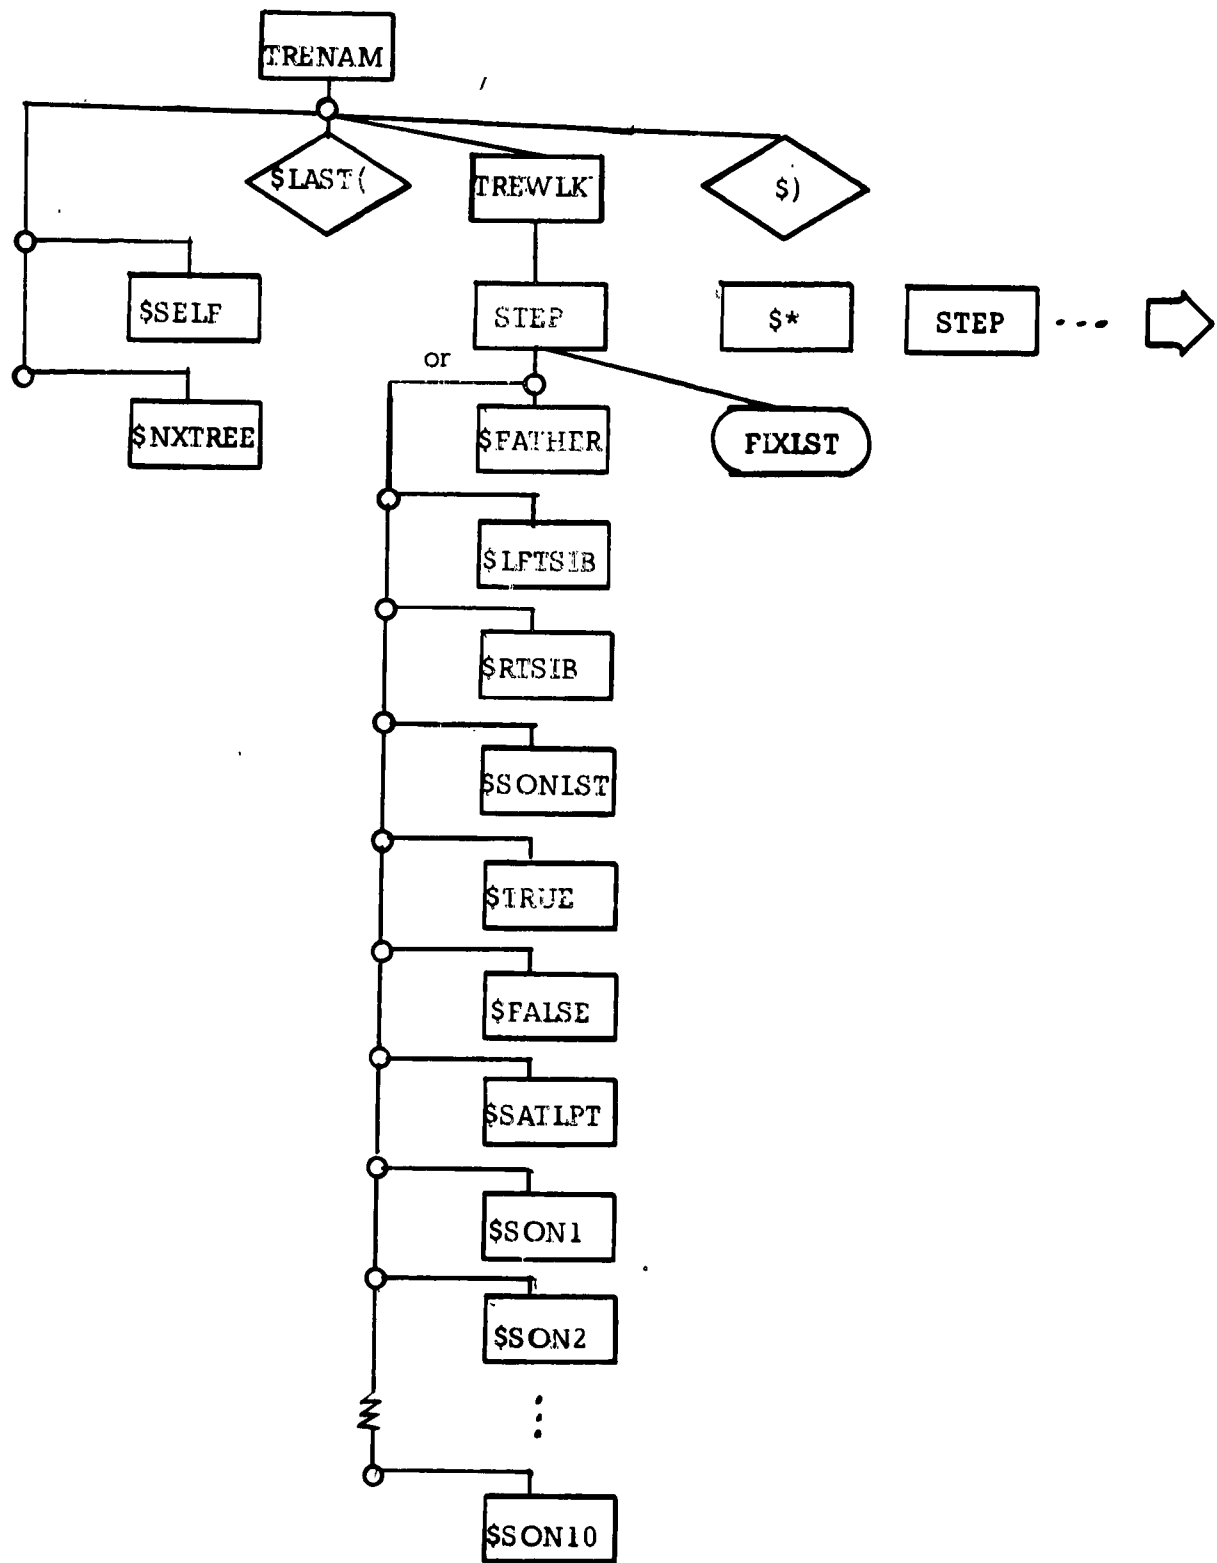 TRENAM
$LAST(
TREWLK
$)
$SELF
STEP
$*
STEP ...
or
$NXTREE
$FATHER
FIXLST
$LFTSIB
$RTSIB
$SONLST
$TRUE
$FALSE
$SATLPT
$SON1
$SON2
$SON10